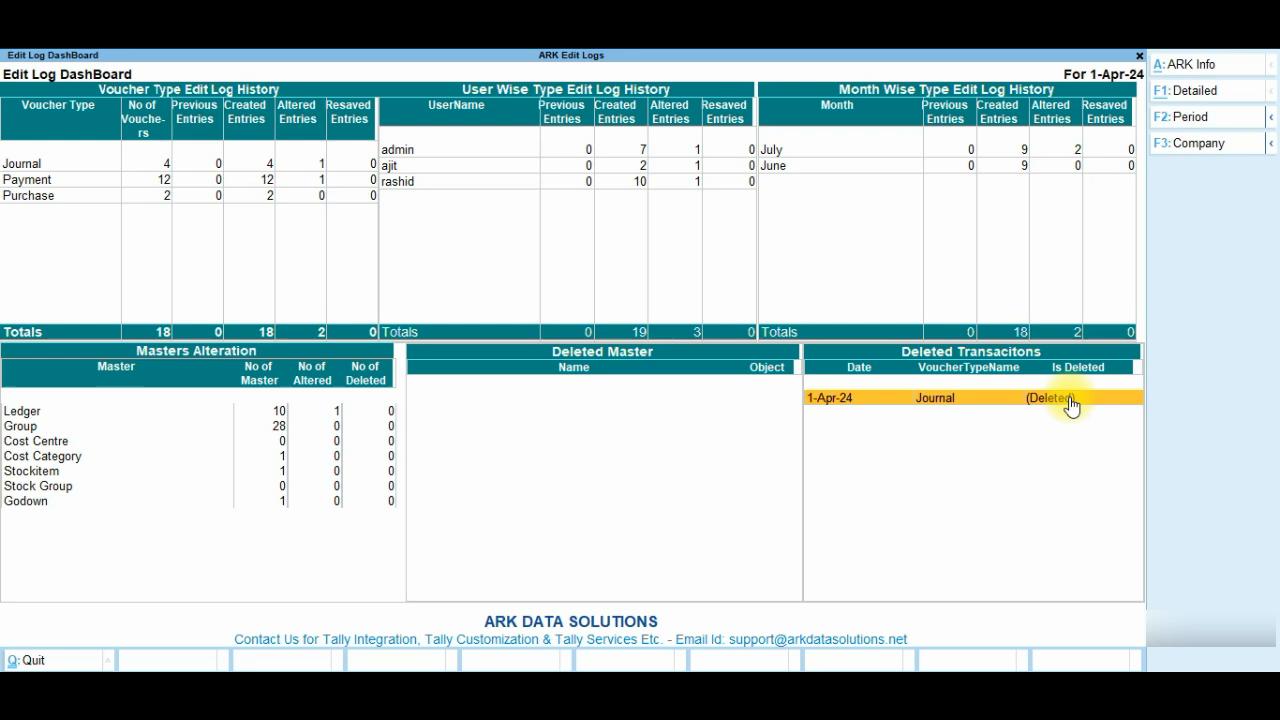 Edit Log DashBoard ARK Edit Logs ×
Edit Log DashBoard For 1-Apr-24
Voucher Type Edit Log History User Wise Type Edit Log History Month Wise Type Edit Log History
Voucher Type No of Vouche-rs Previous Entries Created Entries Altered Entries Resaved Entries UserName Previous Entries Created Entries Altered Entries Resaved Entries Month Previous Entries Created Entries Altered Entries Resaved Entries
admin 0 7 1 0 July 0 9 2 0
Journal 4 0 4 1 0 ajit 0 2 1 0 June 0 9 0 0
Payment 12 0 12 1 0 rashid 0 10 1 0
Purchase 2 0 2 0 0
Totals 18 0 18 2 0 Totals 0 19 3 0 Totals 0 18 2 0
Masters Alteration Deleted Master Deleted Transacitons
Master No of Master No of Altered No of Deleted Name Object Date VoucherTypeName Is Deleted
1-Apr-24 Journal (Deleted)
Ledger 10 1 0
Group 28 0 0
Cost Centre 0 0 0
Cost Category 1 0 0
Stockitem 1 0 0
Stock Group 0 0 0
Godown 1 0 0
ARK DATA SOLUTIONS
Contact Us for Tally Integration, Tally Customization & Tally Services Etc. - Email Id: support@arkdatasolutions.net
Q: Quit
A: ARK Info
F1: Detailed
F2: Period
F3: Company